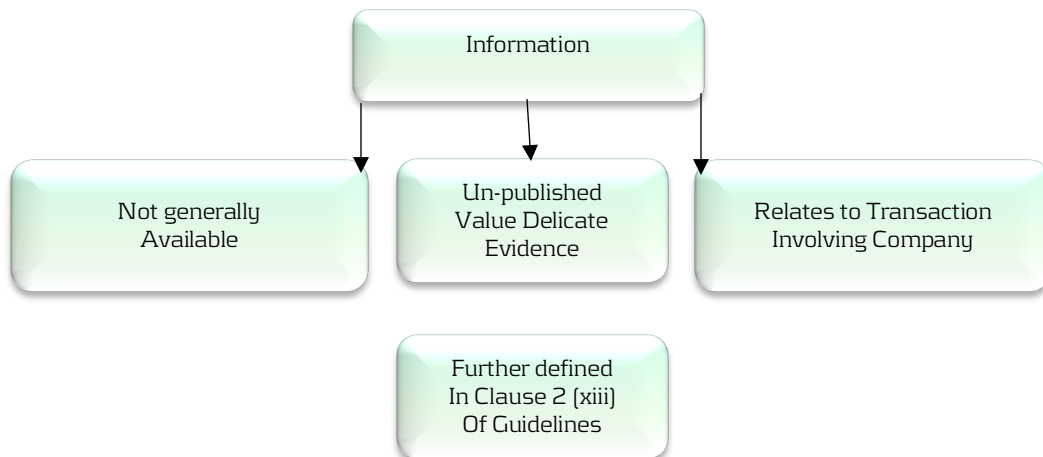 Information
Not generally
Available
Un-published
Value Delicate
Evidence
Relates to Transaction
Involving Company
Further defined
In Clause 2 (xiii)
Of Guidelines